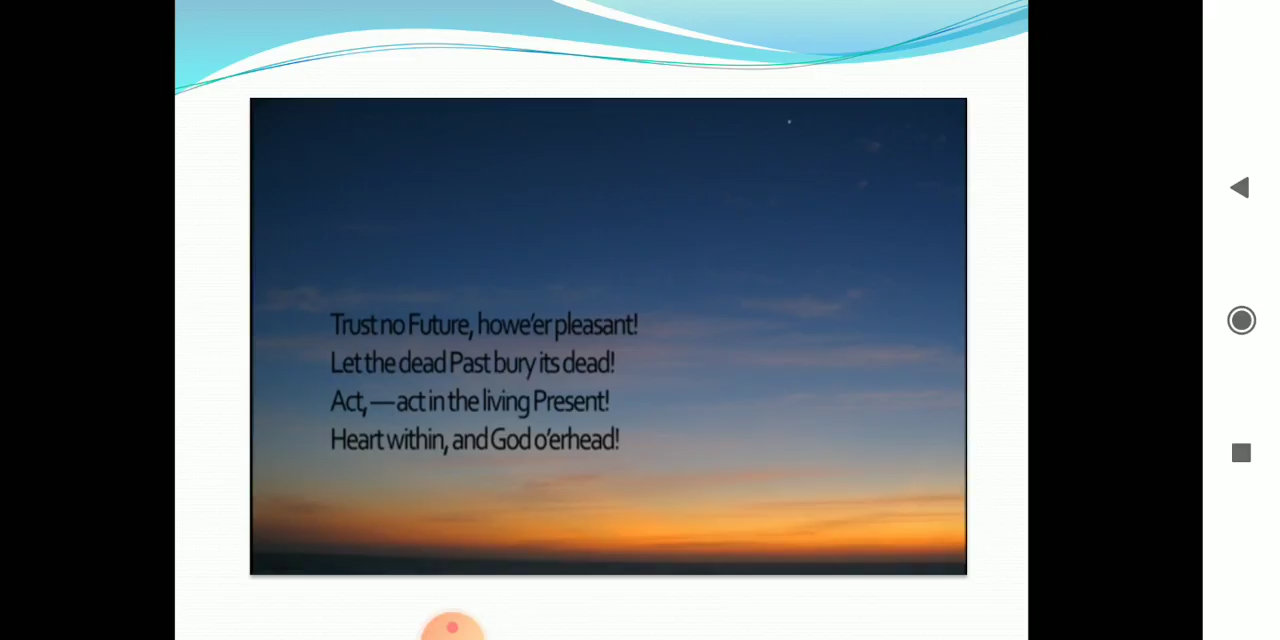 Trust no Future, howe'er pleasant!
Let the dead Past bury its dead!
Act,—act in the living Present!
Heart within, and God o'erhead!